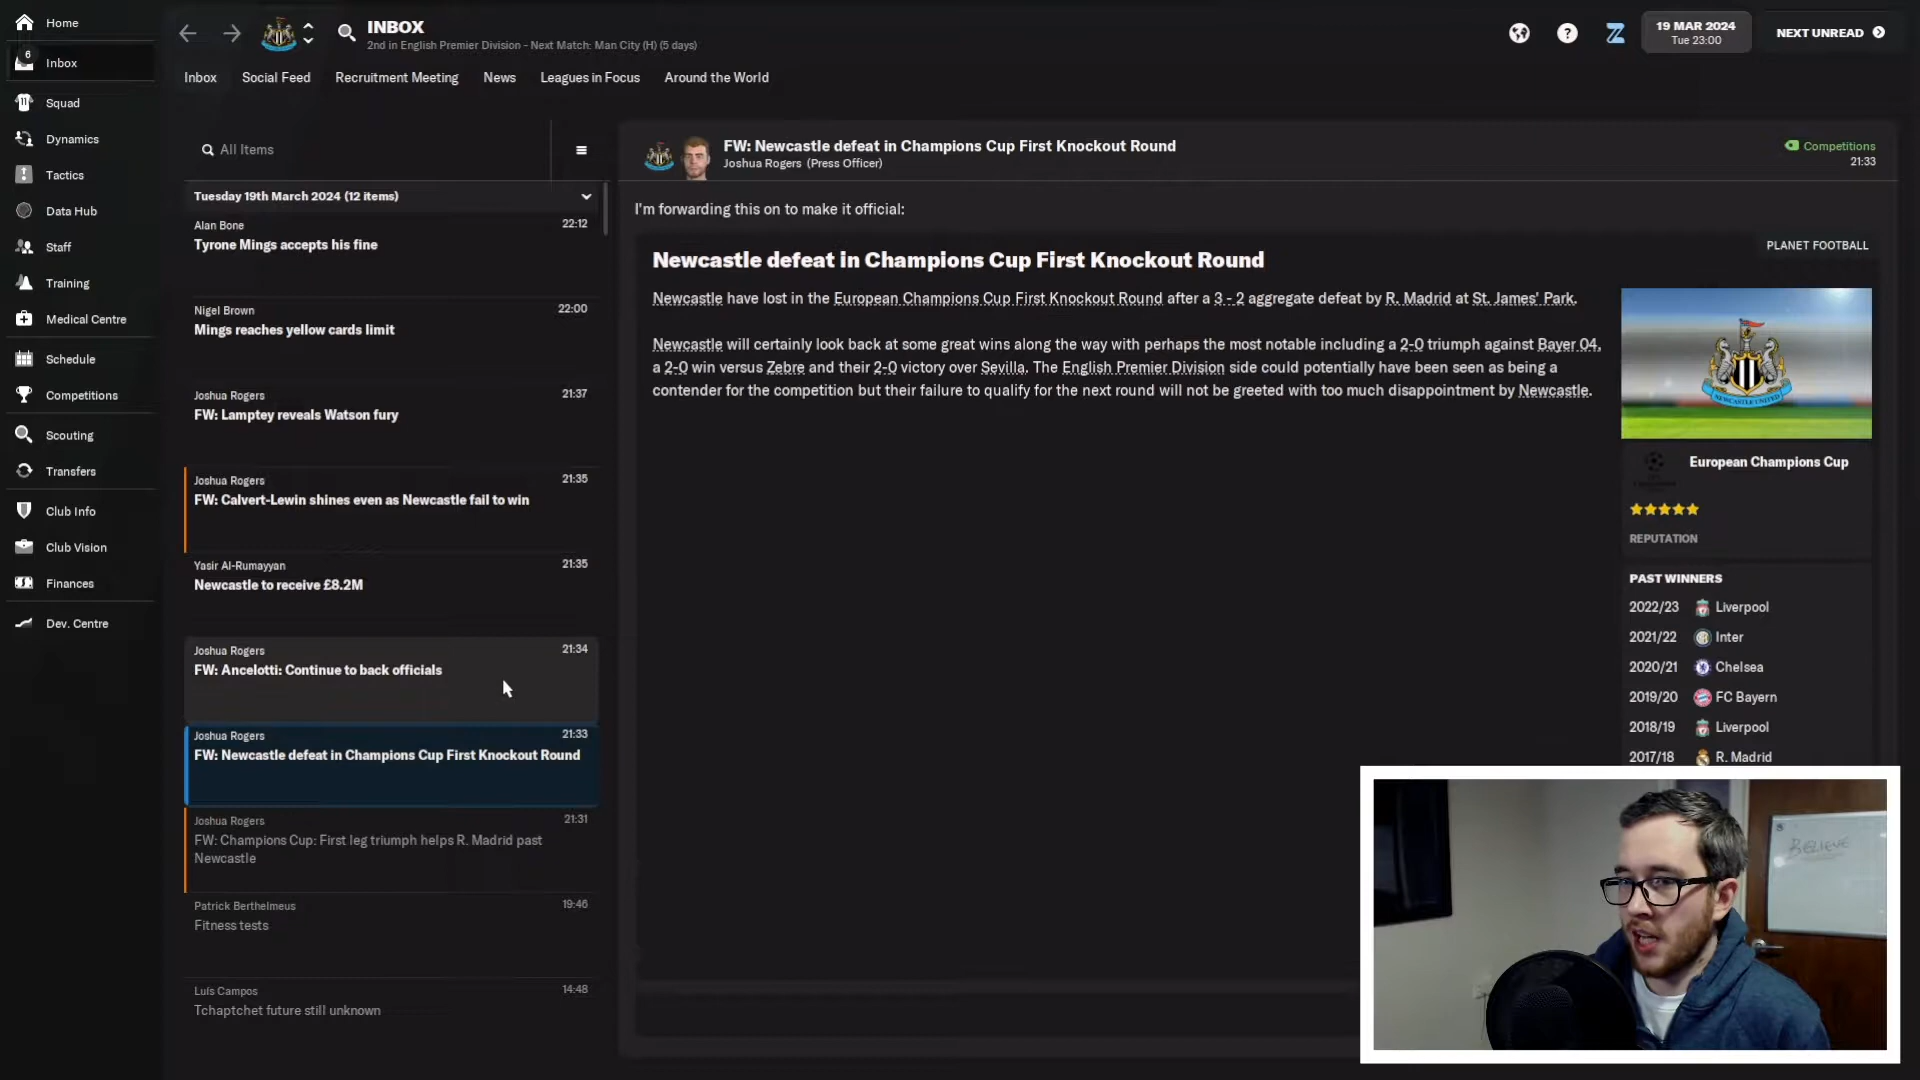 Home
6
Inbox
Squad
Dynamics
Tactics
Data Hub
Staff
Training
Medical Centre
Schedule
Competitions
Scouting
Transfers
Club Info
Club Vision
Finances
Dev. Centre
INBOX
2nd in English Premier Division - Next Match: Man City (H) (5 days)
?
19 MAR 2024
Tue 23:00
NEXT UNREAD
Inbox Social Feed Recruitment Meeting News Leagues in Focus Around the World
All Items
Tuesday 19th March 2024 (12 items)
Alan Bone 22:12
Tyrone Mings accepts his fine
Nigel Brown 22:00
Mings reaches yellow cards limit
Joshua Rogers 21:37
FW: Lamptey reveals Watson fury
Joshua Rogers 21:35
FW: Calvert-Lewin shines even as Newcastle fail to win
Yasir Al-Rumayyan 21:35
Newcastle to receive £8.2M
Joshua Rogers 21:34
FW: Ancelotti: Continue to back officials
Joshua Rogers 21:33
FW: Newcastle defeat in Champions Cup First Knockout Round
Joshua Rogers 21:31
FW: Champions Cup: First leg triumph helps R. Madrid past
Newcastle
Patrick Berthelmeus 19:46
Fitness tests
Luís Campos 14:48
Tchaptchet future still unknown
FW: Newcastle defeat in Champions Cup First Knockout Round
Joshua Rogers (Press Officer)
Competitions
21:33
I'm forwarding this on to make it official:
PLANET FOOTBALL
Newcastle defeat in Champions Cup First Knockout Round
Newcastle have lost in the European Champions Cup First Knockout Round after a 3 - 2 aggregate defeat by R. Madrid at St. James' Park.
Newcastle will certainly look back at some great wins along the way with perhaps the most notable including a 2-0 triumph against Bayer 04,
a 2-0 win versus Zebre and their 2-0 victory over Sevilla. The English Premier Division side could potentially have been seen as being a
contender for the competition but their failure to qualify for the next round will not be greeted with too much disappointment by Newcastle.
NEWCASTLE UNITED
European Champions Cup
REPUTATION
PAST WINNERS
2022/23 Liverpool
2021/22 Inter
2020/21 Chelsea
2019/20 FC Bayern
2018/19 Liverpool
2017/18 R. Madrid
BELIEVE